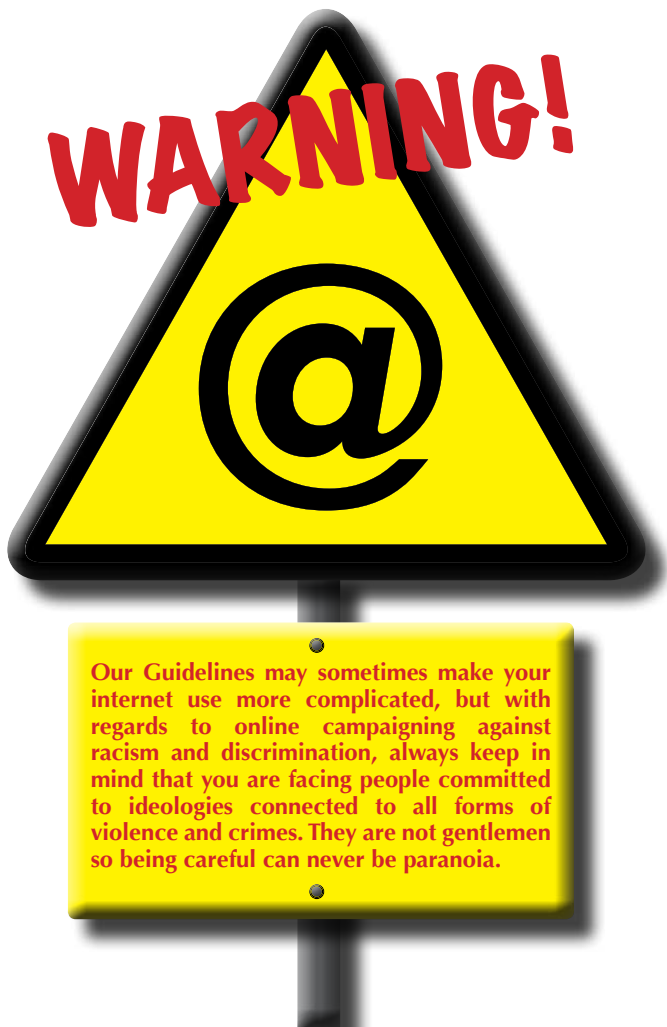 WARNING!
@
Our Guidelines may sometimes make your
internet use more complicated, but with
regards to online campaigning against
racism and discrimination, always keep in
mind that you are facing people committed
to ideologies connected to all forms of
violence and crimes. They are not gentlemen
so being careful can never be paranoia.